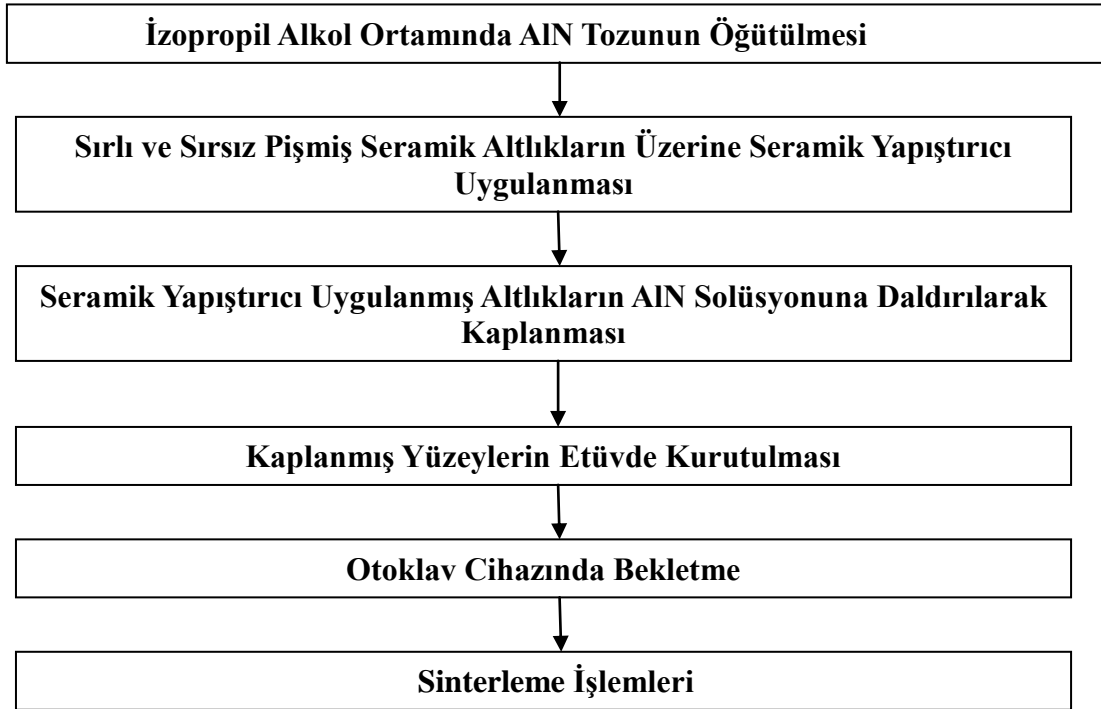 İzopropil Alkol Ortamında AlN Tozunun Öğütülmesi
Sırlı ve Sırsız Pişmiş Seramik Altlıkların Üzerine Seramik Yapıştırıcı
Uygulanması
Seramik Yapıştırıcı Uygulanmış Altlıkların AlN Solüsyonuna Daldırılarak
Kaplanması
Kaplanmış Yüzeylerin Etüvde Kurutulması
Otoklav Cihazında Bekletme
Sinterleme İşlemleri